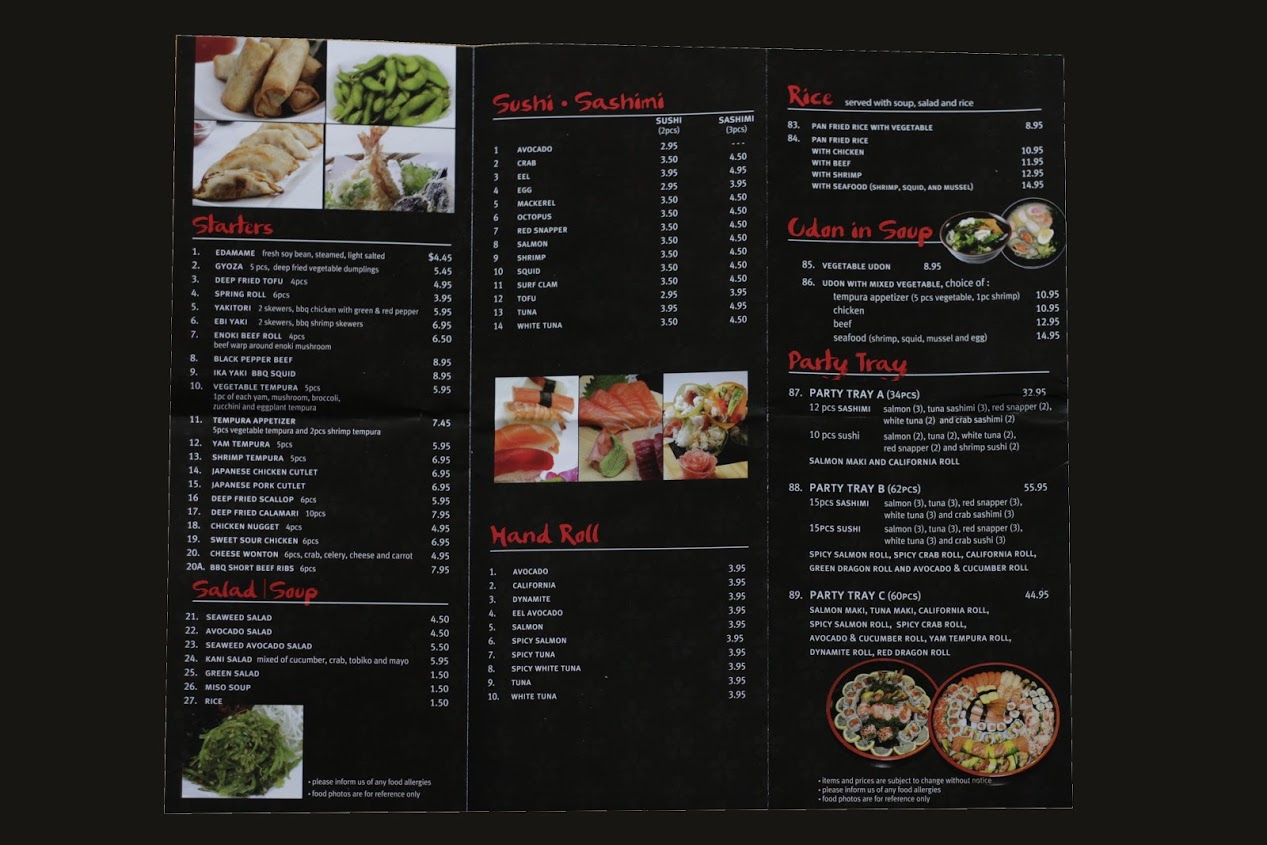 Starters
1. EDAMAME fresh soy bean, steamed, light salted $4.45
2. GYOZA 5 pcs, deep fried vegetable dumplings 5.45
3. DEEP FRIED TOFU 4pcs 4.95
4. SPRING ROLL 6pcs 3.95
5. YAKITORI 2 skewers, bbq chicken with green & red pepper 5.95
6. EBI YAKI 2 skewers, bbq shrimp skewers 6.95
7. ENOKI BEEF ROLL 4pcs 6.50
beef warp around enoki mushroom
8. BLACK PEPPER BEEF 8.95
9. IKA YAKI BBQ SQUID 8.95
10. VEGETABLE TEMPURA 5pcs 5.95
1pc of each yam, mushroom, broccoli,
zucchini and eggplant tempura
11. TEMPURA APPETIZER 7.45
5pcs vegetable tempura and 2pcs shrimp tempura
12. YAM TEMPURA 5pcs 5.95
13. SHRIMP TEMPURA 5pcs 6.95
14. JAPANESE CHICKEN CUTLET 6.95
15. JAPANESE PORK CUTLET 6.95
16 DEEP FRIED SCALLOP 6pcs 5.95
17. DEEP FRIED CALAMARI 10pcs 7.95
18. CHICKEN NUGGET 4pcs 4.95
19. SWEET SOUR CHICKEN 6pcs 6.95
20. CHEESE WONTON 6pcs, crab, celery, cheese and carrot 4.95
20A. BBQ SHORT BEEF RIBS 6pcs 7.95
Salad | Soup
21. SEAWEED SALAD 4.50
22. AVOCADO SALAD 4.50
23. SEAWEED AVOCADO SALAD 5.50
24. KANI SALAD mixed of cucumber, crab, tobiko and mayo 5.95
25. GREEN SALAD 1.50
26. MISO SOUP 1.50
27. RICE 1.50
• please inform us of any food allergies
• food photos are for reference only
Sushi • Sashimi
SUSHI SASHIMI
(2pcs) (3pcs)
1 AVOCADO 2.95 ---
2 CRAB 3.50 4.50
3 EEL 3.95 4.95
4 EGG 2.95 3.95
5 MACKEREL 3.50 4.50
6 OCTOPUS 3.50 4.50
7 RED SNAPPER 3.50 4.50
8 SALMON 3.50 4.50
9 SHRIMP 3.50 4.50
10 SQUID 3.50 4.50
11 SURF CLAM 3.50 4.50
12 TOFU 2.95 3.95
13 TUNA 3.95 4.95
14 WHITE TUNA 3.50 4.50
Hand Roll
1. AVOCADO 3.95
2. CALIFORNIA 3.95
3. DYNAMITE 3.95
4. EEL AVOCADO 3.95
5. SALMON 3.95
6. SPICY SALMON 3.95
7. SPICY TUNA 3.95
8. SPICY WHITE TUNA 3.95
9. TUNA 3.95
10. WHITE TUNA 3.95
Rice served with soup, salad and rice
83. PAN FRIED RICE WITH VEGETABLE 8.95
84. PAN FRIED RICE
WITH CHICKEN 10.95
WITH BEEF 11.95
WITH SHRIMP 12.95
WITH SEAFOOD (SHRIMP, SQUID, AND MUSSEL) 14.95
Udon in Soup
85. VEGETABLE UDON 8.95
86. UDON WITH MIXED VEGETABLE, choice of :
tempura appetizer (5 pcs vegetable, 1pc shrimp) 10.95
chicken 10.95
beef 12.95
seafood (shrimp, squid, mussel and egg) 14.95
Party Tray
87. PARTY TRAY A (34PCS) 32.95
12 pcs SASHIMI salmon (3), tuna sashimi (3), red snapper (2),
white tuna (2) and crab sashimi (2)
10 pcs sushi salmon (2), tuna (2), white tuna (2),
red snapper (2) and shrimp sushi (2)
SALMON MAKI AND CALIFORNIA ROLL
88. PARTY TRAY B (62PCS) 55.95
15pcs SASHIMI salmon (3), tuna (3), red snapper (3),
white tuna (3) and crab sashimi (3)
15PCS SUSHI salmon (3), tuna (3), red snapper (3),
white tuna (3) and crab sushi (3)
SPICY SALMON ROLL, SPICY CRAB ROLL, CALIFORNIA ROLL,
GREEN DRAGON ROLL AND AVOCADO & CUCUMBER ROLL
89. PARTY TRAY C (60PCS) 44.95
SALMON MAKI, TUNA MAKI, CALIFORNIA ROLL,
SPICY SALMON ROLL, SPICY CRAB ROLL,
AVOCADO & CUCUMBER ROLL, YAM TEMPURA ROLL,
DYNAMITE ROLL, RED DRAGON ROLL
• items and prices are subject to change without notice
• please inform us of any food allergies
• food photos are for reference only